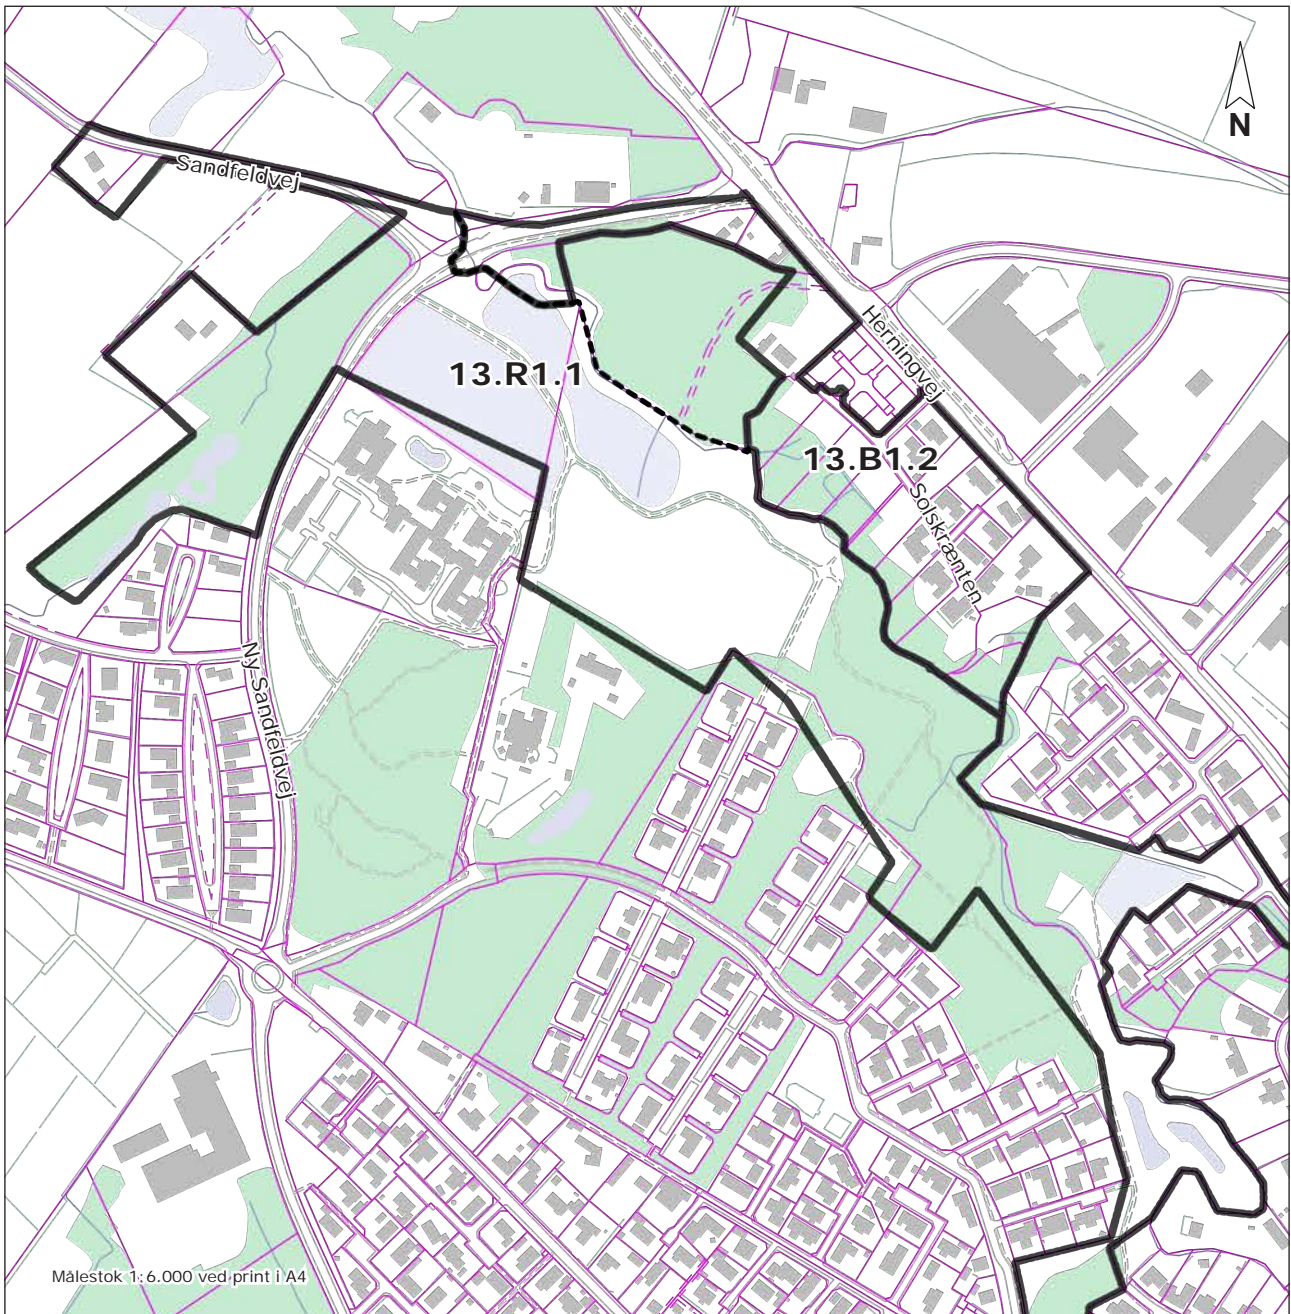 N
Sandfeldvej
Herningvej
13.R1.1
13.B1.2
Solskrænten
Ny Sandfeldvej
Målestok 1:6.000 ved print i A4